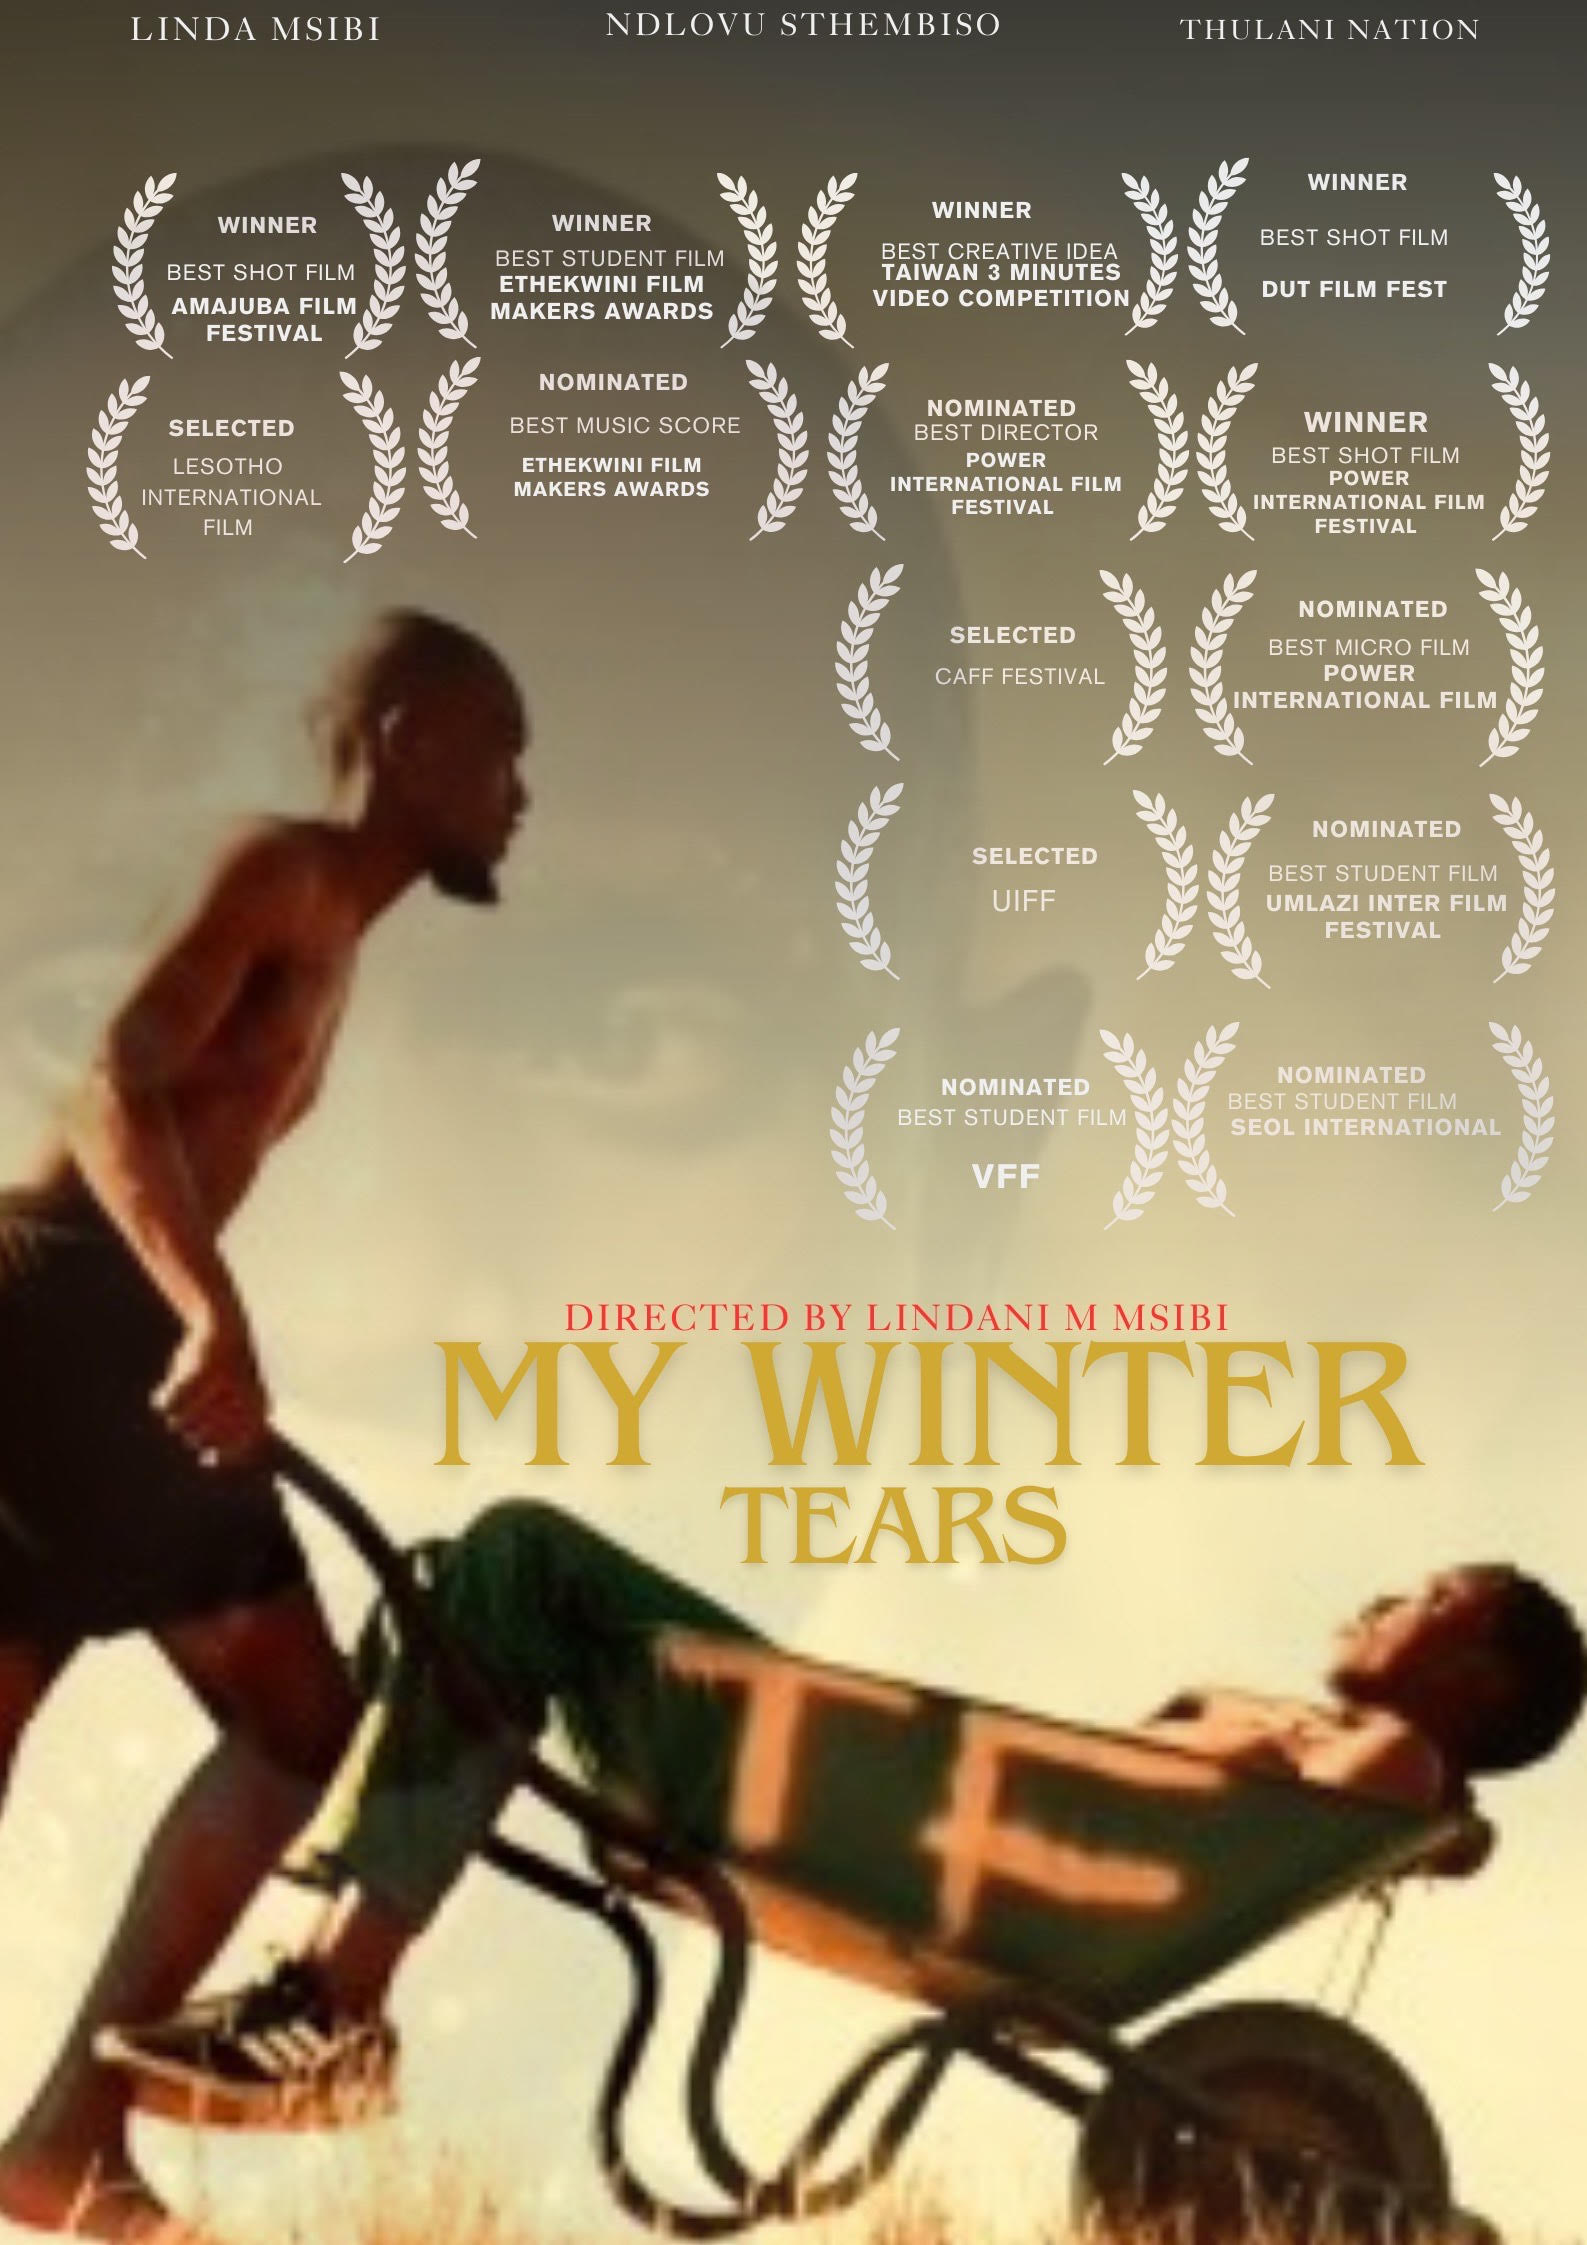 LINDA MSIBI
NDLOVU STHEMBISO
THULANI NATION
WINNER
BEST SHOT FILM
AMAJUBA FILM
FESTIVAL
WINNER
BEST STUDENT FILM
ETHEKWINI FILM
MAKERS AWARDS
WINNER
BEST CREATIVE IDEA
TAIWAN 3 MINUTES
VIDEO COMPETITION
WINNER
BEST SHOT FILM
DUT FILM FEST
SELECTED
LESOTHO
INTERNATIONAL
FILM
NOMINATED
BEST MUSIC SCORE
ETHEKWINI FILM
MAKERS AWARDS
NOMINATED
BEST DIRECTOR
POWER
INTERNATIONAL FILM
FESTIVAL
WINNER
BEST SHOT FILM
POWER
INTERNATIONAL FILM
FESTIVAL
SELECTED
CAFF FESTIVAL
NOMINATED
BEST MICRO FILM
POWER
INTERNATIONAL FILM
SELECTED
UIFF
NOMINATED
BEST STUDENT FILM
UMLAZI INTER FILM
FESTIVAL
NOMINATED
BEST STUDENT FILM
VFF
NOMINATED
BEST STUDENT FILM
SEOL INTERNATIONAL
DIRECTED BY LINDANI M MSIBI
MY WINTER
TEARS
TF